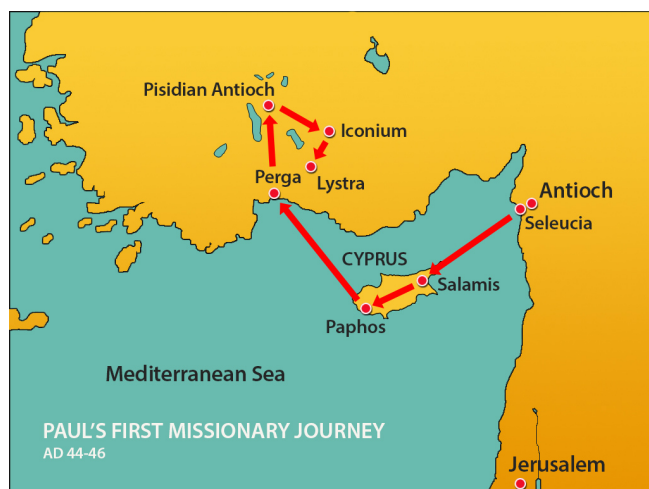 Pisidian Antioch
Iconium
Perga
Lystra
Antioch
Seleucia
CYPRUS
Salamis
Paphos
Mediterranean Sea
PAUL'S FIRST MISSIONARY JOURNEY
AD 44-46
Jerusalem